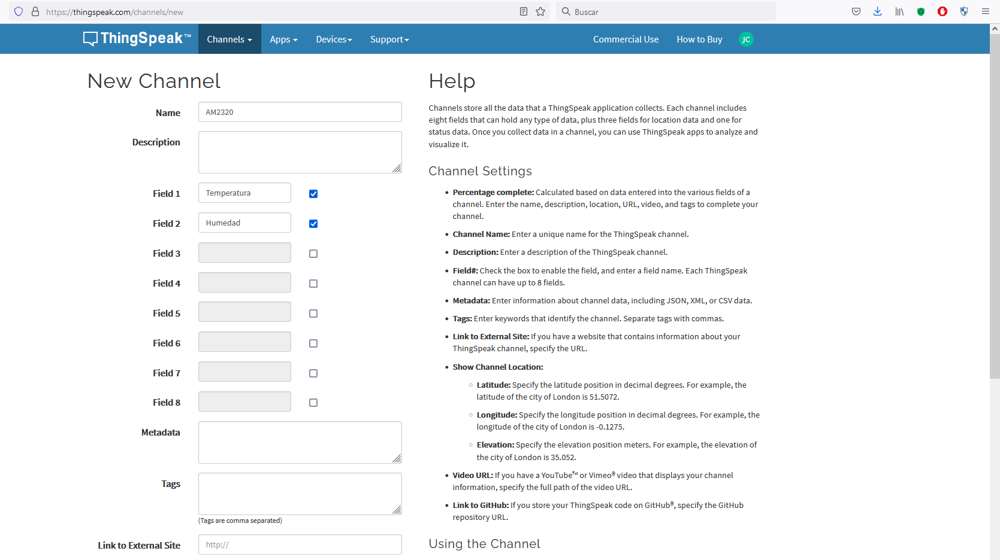 https://thingspeak.com/channels/new
Buscar
ThingSpeak™
Channels
Apps
Devices
Support
Commercial Use
How to Buy
JC
New Channel
Name
AM2320
Description
Field 1
Temperatura
Field 2
Humedad
Field 3
Field 4
Field 5
Field 6
Field 7
Field 8
Metadata
Tags
(Tags are comma separated)
Link to External Site
http://
Help
Channels store all the data that a ThingSpeak application collects. Each channel includes
eight fields that can hold any type of data, plus three fields for location data and one for
status data. Once you collect data in a channel, you can use ThingSpeak apps to analyze and
visualize it.
Channel Settings
• Percentage complete: Calculated based on data entered into the various fields of a
channel. Enter the name, description, location, URL, video, and tags to complete your
channel.
• Channel Name: Enter a unique name for the ThingSpeak channel.
• Description: Enter a description of the ThingSpeak channel.
• Field#: Check the box to enable the field, and enter a field name. Each ThingSpeak
channel can have up to 8 fields.
• Metadata: Enter information about channel data, including JSON, XML, or CSV data.
• Tags: Enter keywords that identify the channel. Separate tags with commas.
• Link to External Site: If you have a website that contains information about your
ThingSpeak channel, specify the URL.
• Show Channel Location:
◦ Latitude: Specify the latitude position in decimal degrees. For example, the
latitude of the city of London is 51.5072.
◦ Longitude: Specify the longitude position in decimal degrees. For example, the
longitude of the city of London is -0.1275.
◦ Elevation: Specify the elevation position meters. For example, the elevation of
the city of London is 35.052.
• Video URL: If you have a YouTube™ or Vimeo® video that displays your channel
information, specify the full path of the video URL.
• Link to GitHub: If you store your ThingSpeak code on GitHub®, specify the GitHub
repository URL.
Using the Channel